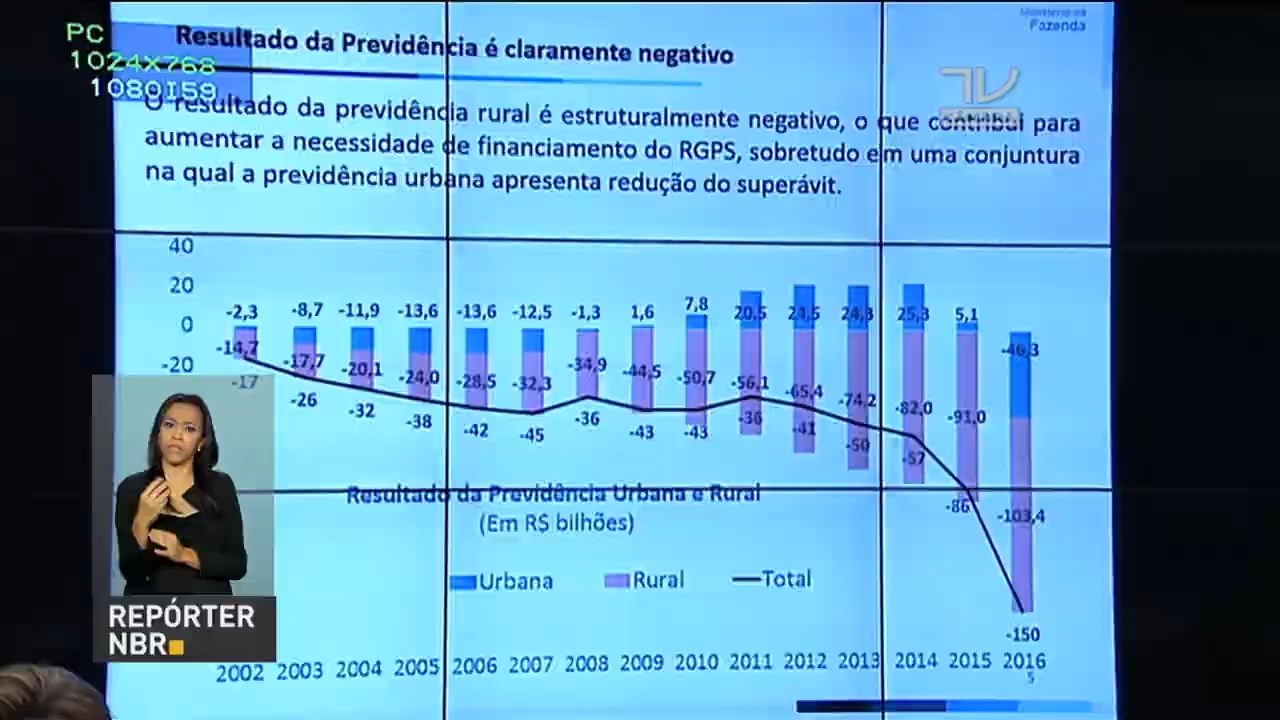 PC
1024X768
1080I59
Ministério da
Fazenda
Resultado da Previdência é claramente negativo
TV
O resultado da previdência rural é estruturalmente negativo, o que contribui para
aumentar a necessidade de financiamento do RGPS, sobretudo em uma conjuntura
na qual a previdência urbana apresenta redução do superávit.
40
20
0
-20
-2,3 -8,7 -11,9 -13,6 -13,6 -12,5 -1,3 1,6 7,8 20,5 24,5 24,3 25,3 5,1 -46,3
-14,7 -17,7 -20,1 -24,0 -28,5 -32,3 -34,9 -44,5 -50,7 -56,1 -65,4 -74,2 -82,0 -91,0 -103,4
-17 -26 -32 -38 -42 -45 -36 -43 -43 -36 -41 -50 -57 -86 -150
Resultado da Previdência Urbana e Rural
(Em R$ bilhões)
Urbana Rural Total
2002 2003 2004 2005 2006 2007 2008 2009 2010 2011 2012 2013 2014 2015 2016
5
REPÓRTER
NBR